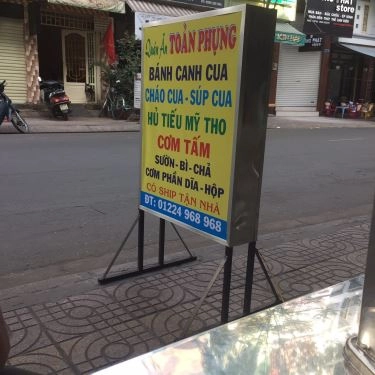 Quán Ăn TOẢN PHỤNG
BÁNH CANH CUA
CHÁO CUA - SÚP CUA
HỦ TIẾU MỸ THO
CƠM TẤM
SƯỜN - BÌ - CHẢ
CƠM PHẦN DĨA - HỘP
CÓ SHIP TẬN NHÀ
ĐT: 01224 968 968
store